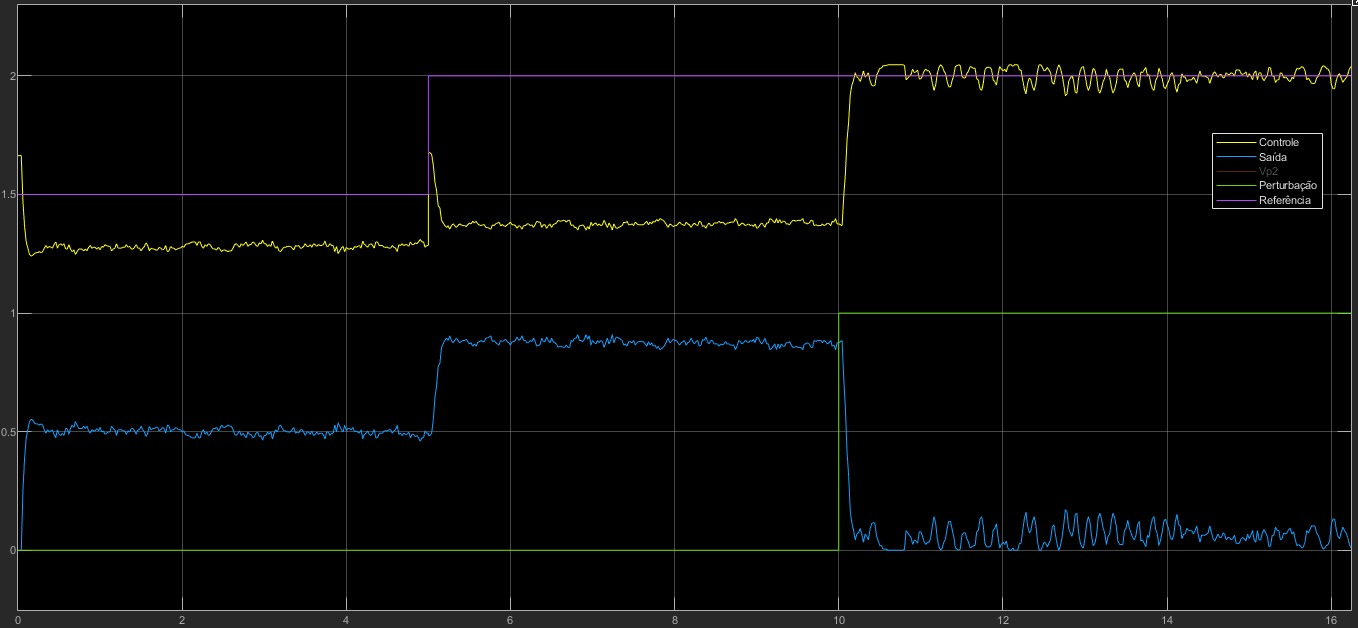 2
1.5
1
0.5
0
0 2 4 6 8 10 12 14 16
Controle
Saída
Vp2
Perturbação
Referência